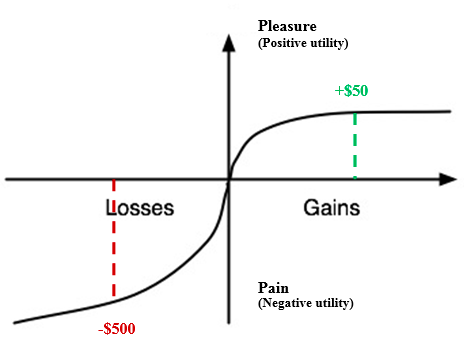 Pleasure
(Positive utility)
+$50
Losses
Gains
Pain
(Negative utility)
-$500